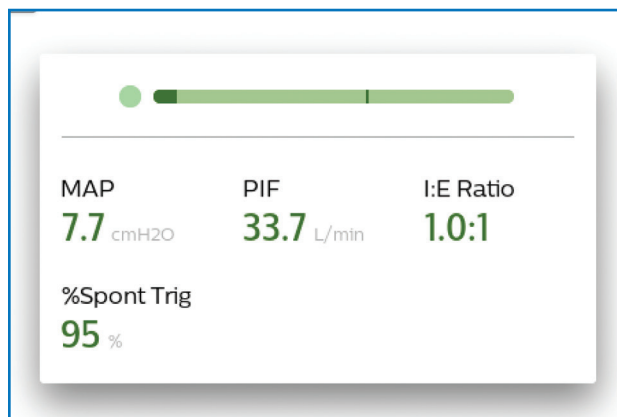 MAP PIF I:E Ratio
7.7 cmH2O 33.7 L/min 1.0:1
%Spont Trig
95 %